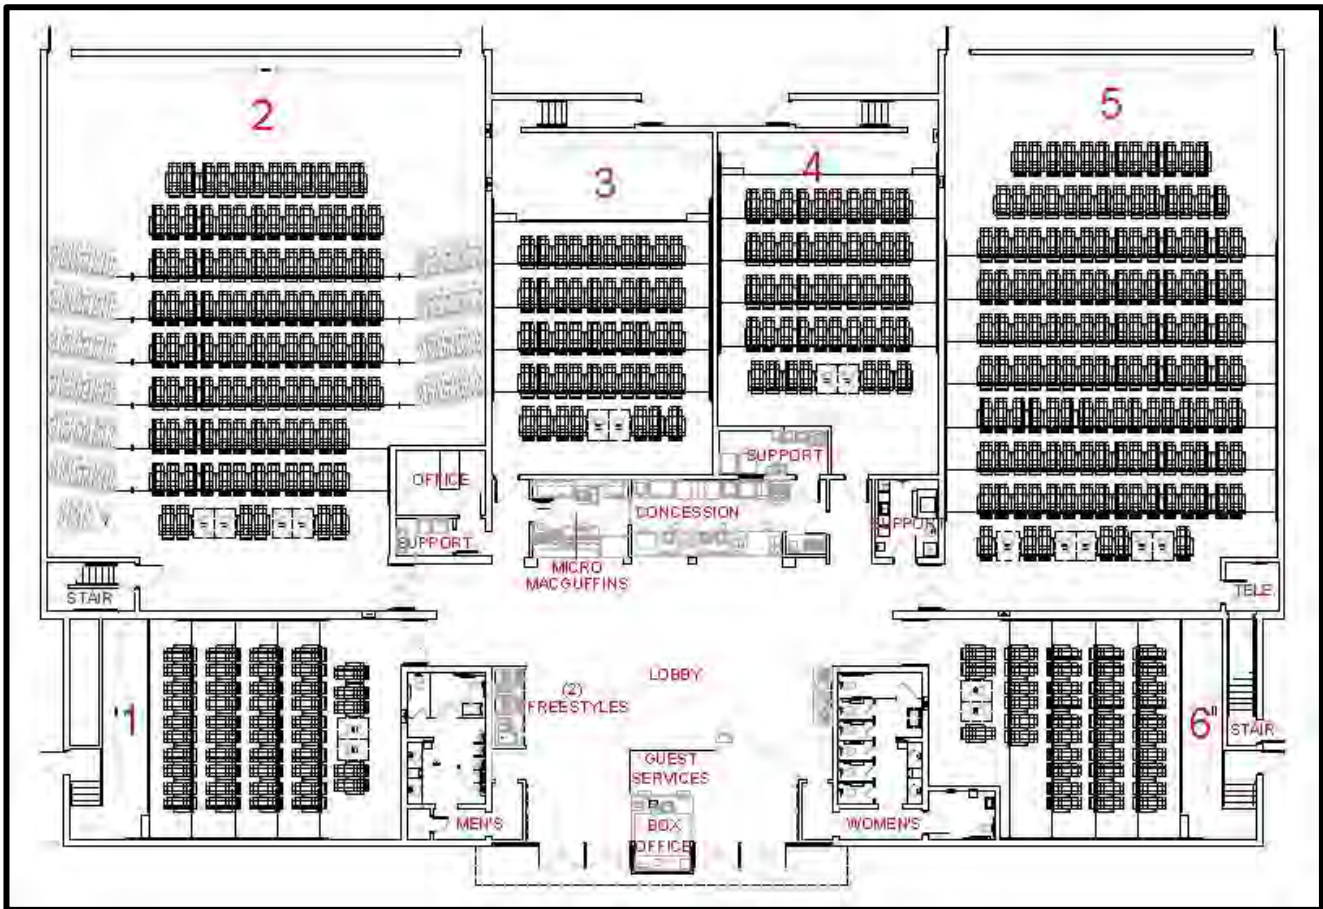 2
5
3
4
OFFICE
SUPPORT
SUPPORT
CONCESSION
SUPPORT
MICRO
MACGUFFINS
STAIR
TELE.
LOBBY
(2)
FREESTYLES
1
6
STAIR
GUEST
SERVICES
MEN'S
BOX
OFFICE
WOMEN'S